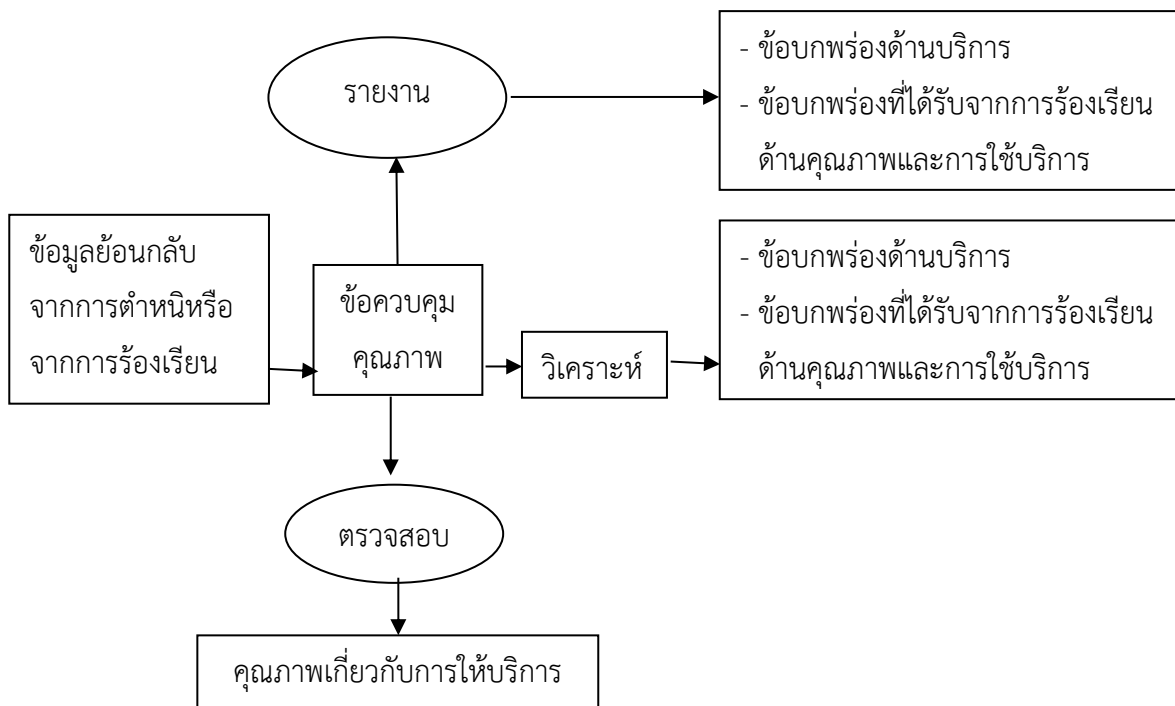 รายงาน
- ข้อบกพร่องด้านบริการ
- ข้อบกพร่องที่ได้รับจากการร้องเรียน
ด้านคุณภาพและการใช้บริการ
ข้อมูลย้อนกลับ
จากการตำหนิหรือ
จากการร้องเรียน
ข้อควบคุม
คุณภาพ
วิเคราะห์
- ข้อบกพร่องด้านบริการ
- ข้อบกพร่องที่ได้รับจากการร้องเรียน
ด้านคุณภาพและการใช้บริการ
ตรวจสอบ
คุณภาพเกี่ยวกับการให้บริการ